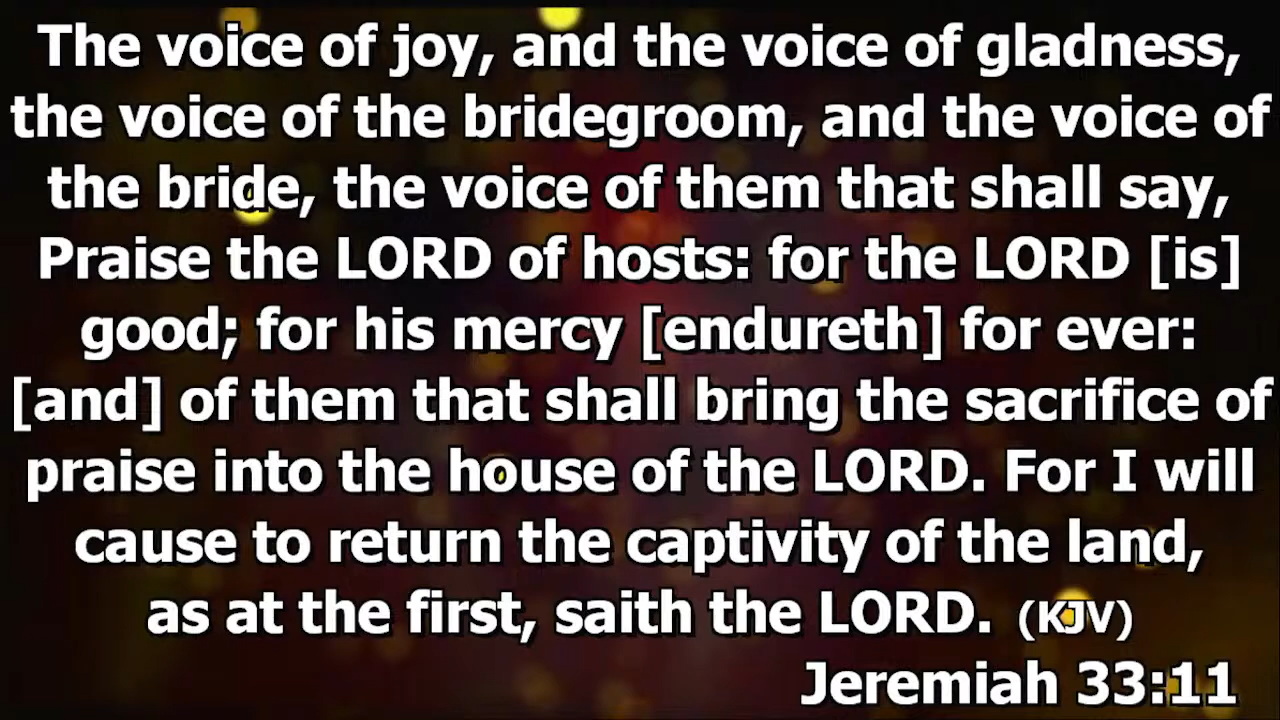 The voice of joy, and the voice of gladness,
the voice of the bridegroom, and the voice of
the bride, the voice of them that shall say,
Praise the LORD of hosts: for the LORD [is]
good; for his mercy [endureth] for ever:
[and] of them that shall bring the sacrifice of
praise into the house of the LORD. For I will
cause to return the captivity of the land,
as at the first, saith the LORD. (KJV)
Jeremiah 33:11